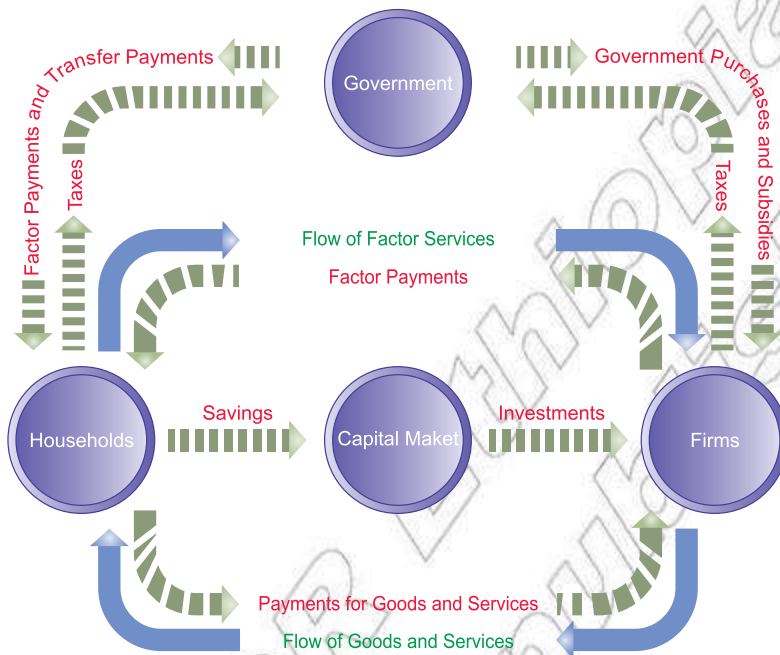 Factor Payments and Transfer Payments
Government
Government Purchases and Subsidies
Taxes
Taxes
Flow of Factor Services
Factor Payments
Households
Savings
Capital Maket
Investments
Firms
Payments for Goods and Services
Flow of Goods and Services